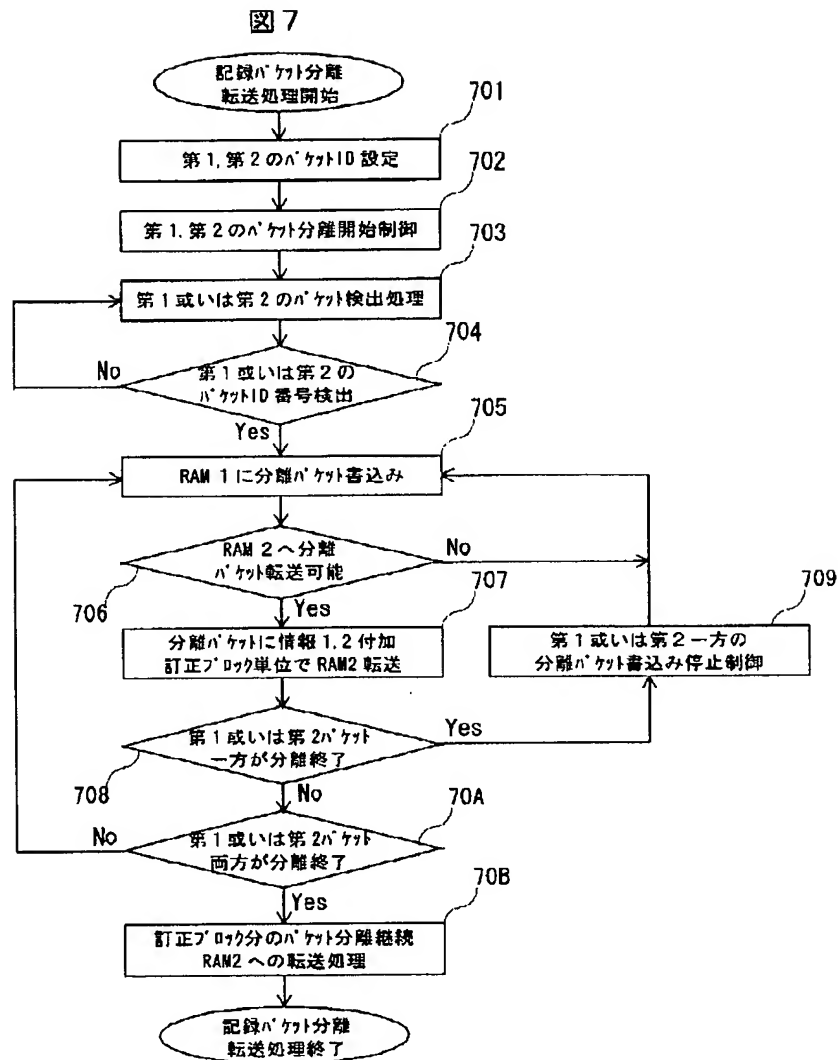 図７
記録ﾊﾟｹｯﾄ分離
転送処理開始
701
第1,第2のﾊﾟｹｯﾄID設定
702
第1,第2のﾊﾟｹｯﾄ分離開始制御
703
第1或いは第2のﾊﾟｹｯﾄ検出処理
704
No
第1或いは第2の
ﾊﾟｹｯﾄID番号検出
Yes
705
RAM 1に分離ﾊﾟｹｯﾄ書込み
RAM 2へ分離
ﾊﾟｹｯﾄ転送可能
No
706
Yes
707
709
分離ﾊﾟｹｯﾄに情報1,2付加
訂正ブロック単位でRAM2転送
第1或いは第2一方の
分離ﾊﾟｹｯﾄ書込み停止制御
第1或いは第2ﾊﾟｹｯﾄ
一方が分離終了
Yes
708
No
70A
No
第1或いは第2ﾊﾟｹｯﾄ
両方が分離終了
Yes
70B
訂正ブロック分のﾊﾟｹｯﾄ分離継続
RAM2への転送処理
記録ﾊﾟｹｯﾄ分離
転送処理終了